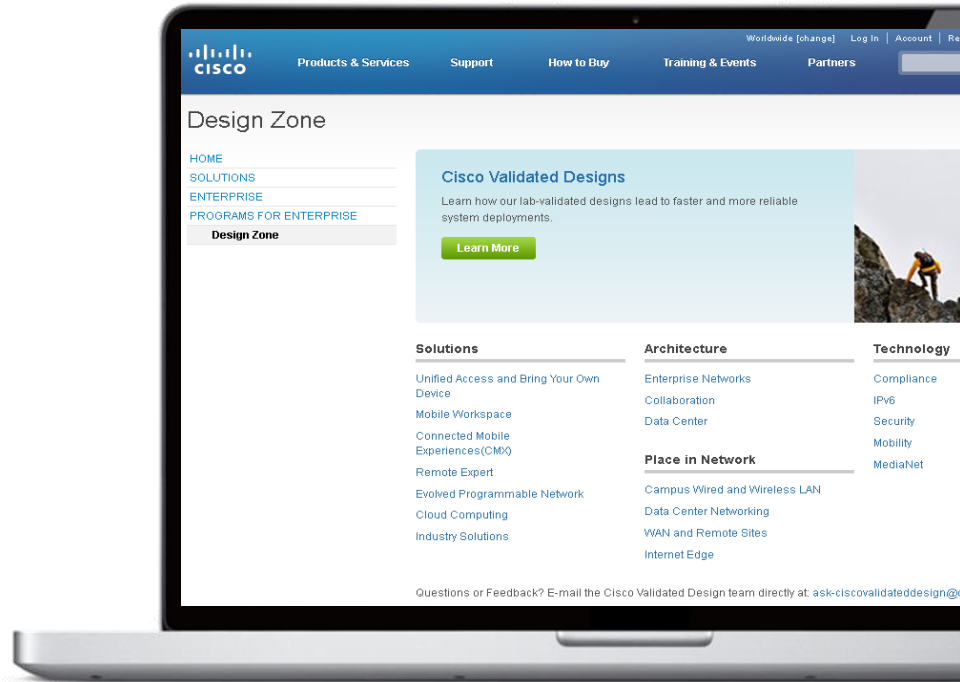 Worldwide [change] Log In Account Re
CISCO
Products & Services Support How to Buy Training & Events Partners
Design Zone
HOME
SOLUTIONS
ENTERPRISE
PROGRAMS FOR ENTERPRISE
Design Zone
Cisco Validated Designs
Learn how our lab-validated designs lead to faster and more reliable
system deployments.
Learn More
Solutions
Unified Access and Bring Your Own
Device
Mobile Workspace
Connected Mobile
Experiences(CMX)
Remote Expert
Evolved Programmable Network
Cloud Computing
Industry Solutions
Architecture
Enterprise Networks
Collaboration
Data Center
Place in Network
Campus Wired and Wireless LAN
Data Center Networking
WAN and Remote Sites
Internet Edge
Technology
Compliance
IPv6
Security
Mobility
MediaNet
Questions or Feedback? E-mail the Cisco Validated Design team directly at: ask-ciscovalidateddesign@